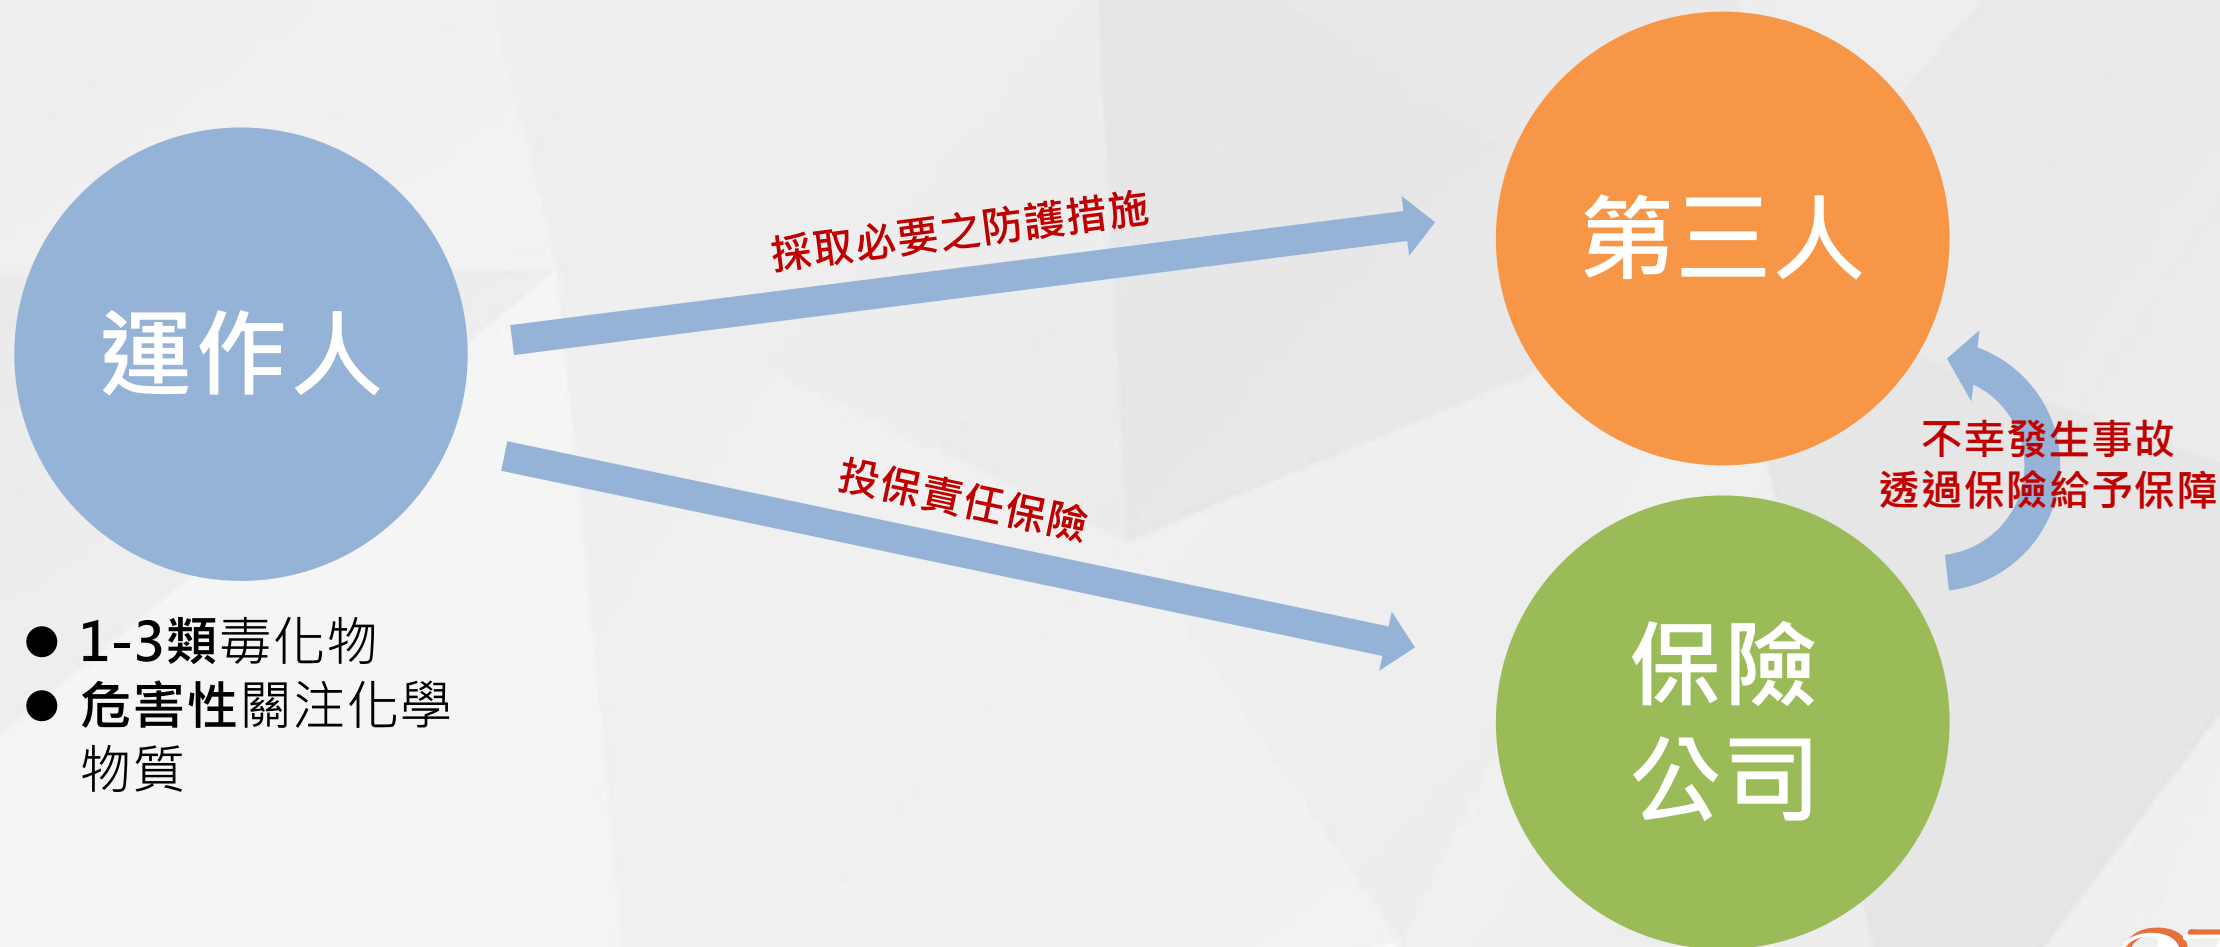 運作人
● 1-3類毒化物
● 危害性關注化學
物質
採取必要之防護措施
投保責任保險
第三人
不幸發生事故
透過保險給予保障
保險
公司